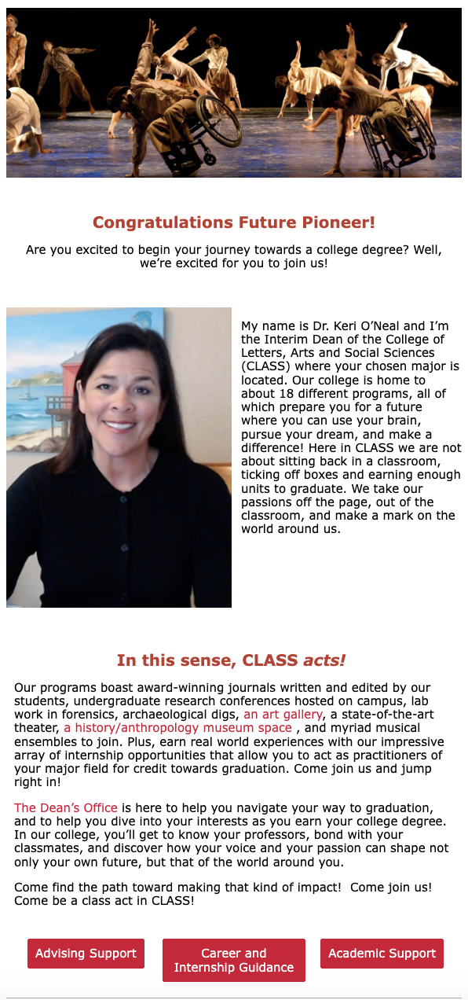 Congratulations Future Pioneer!
Are you excited to begin your journey towards a college degree? Well,
we’re excited for you to join us!
My name is Dr. Keri O’Neal and I’m
the Interim Dean of the College of
Letters, Arts and Social Sciences
(CLASS) where your chosen major is
located. Our college is home to
about 18 different programs, all of
which prepare you for a future
where you can use your brain,
pursue your dream, and make a
difference! Here in CLASS we are not
about sitting back in a classroom,
ticking off boxes and earning enough
units to graduate. We take our
passions off the page, out of the
classroom, and make a mark on the
world around us.
In this sense, CLASS acts!
Our programs boast award-winning journals written and edited by our
students, undergraduate research conferences hosted on campus, lab
work in forensics, archaeological digs, an art gallery, a state-of-the-art
theater, a history/anthropology museum space , and myriad musical
ensembles to join. Plus, earn real world experiences with our impressive
array of internship opportunities that allow you to act as practitioners of
your major field for credit towards graduation. Come join us and jump
right in!
The Dean’s Office is here to help you navigate your way to graduation,
and to help you dive into your interests as you earn your college degree.
In our college, you’ll get to know your professors, bond with your
classmates, and discover how your voice and your passion can shape not
only your own future, but that of the world around you.
Come find the path toward making that kind of impact!  Come join us!
Come be a class act in CLASS!
Advising Support
Career and
Internship Guidance
Academic Support